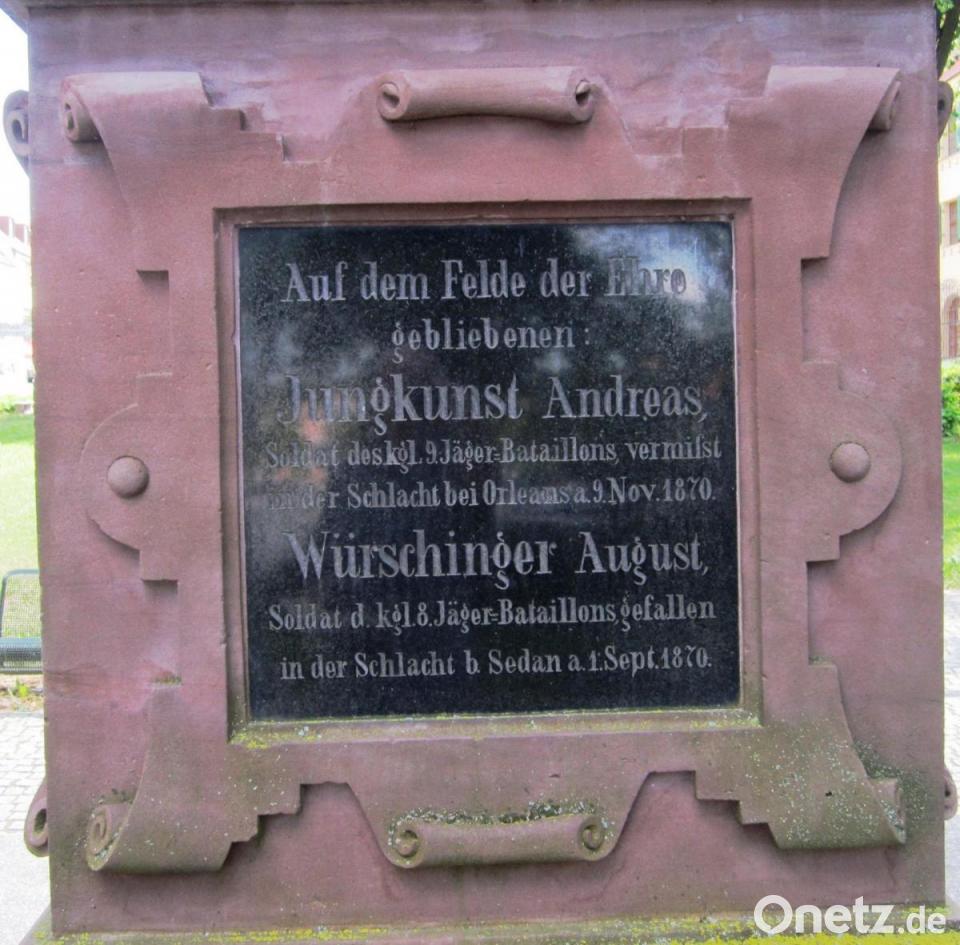 Auf dem Felde der Ehre
gebliebenen:
Jungkunst Andreas,
Soldat des kgl. 9. Jäger=Bataillons, vermißt
in der Schlacht bei Orleans a. 9. Nov. 1870.
Würschinger August,
Soldat d. kgl. 8. Jäger=Bataillons, gefallen
in der Schlacht b. Sedan a. 1. Sept. 1870.
Onetz.de